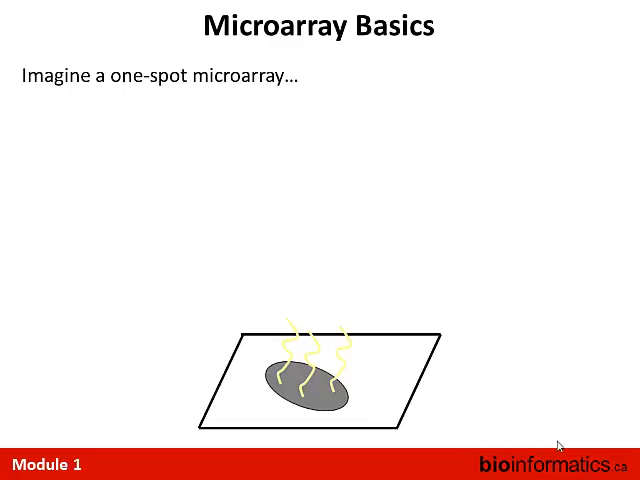 Microarray Basics
Imagine a one-spot microarray…
Module 1
bioinformatics.ca